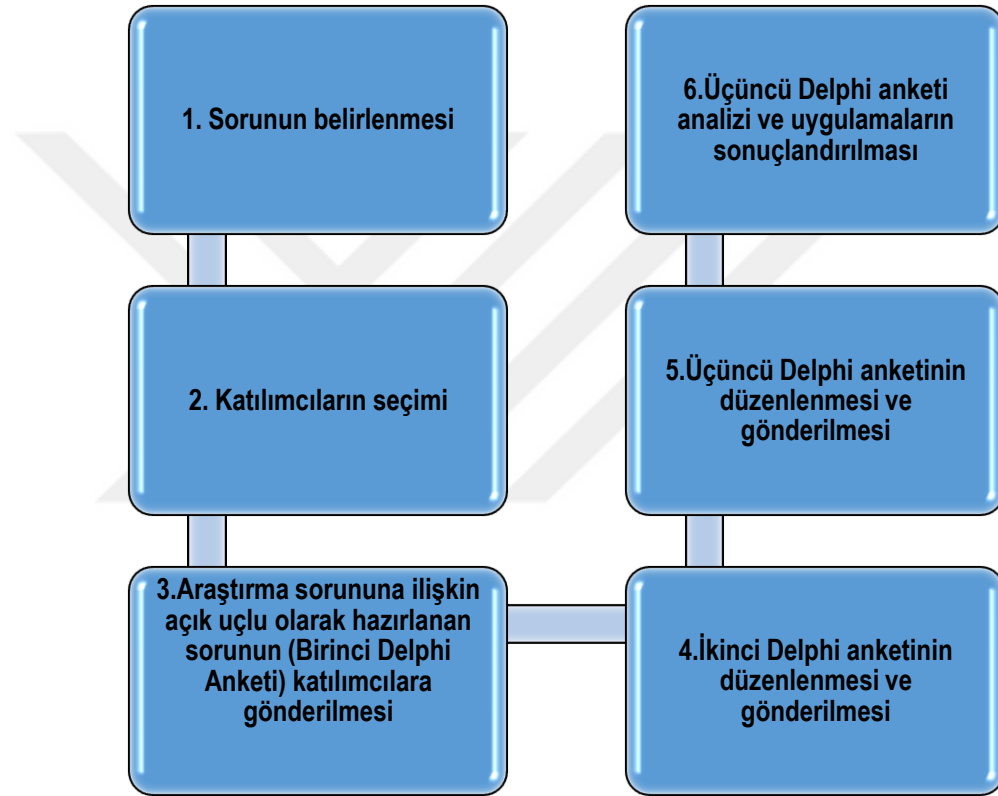 1. Sorunun belirlenmesi
2. Katılımcıların seçimi
3.Araştırma sorununa ilişkin
açık uçlu olarak hazırlanan
sorunun (Birinci Delphi
Anketi) katılımcılara
gönderilmesi
4.İkinci Delphi anketinin
düzenlenmesi ve
gönderilmesi
5.Üçüncü Delphi anketinin
düzenlenmesi ve
gönderilmesi
6.Üçüncü Delphi anketi
analizi ve uygulamaların
sonuçlandırılması